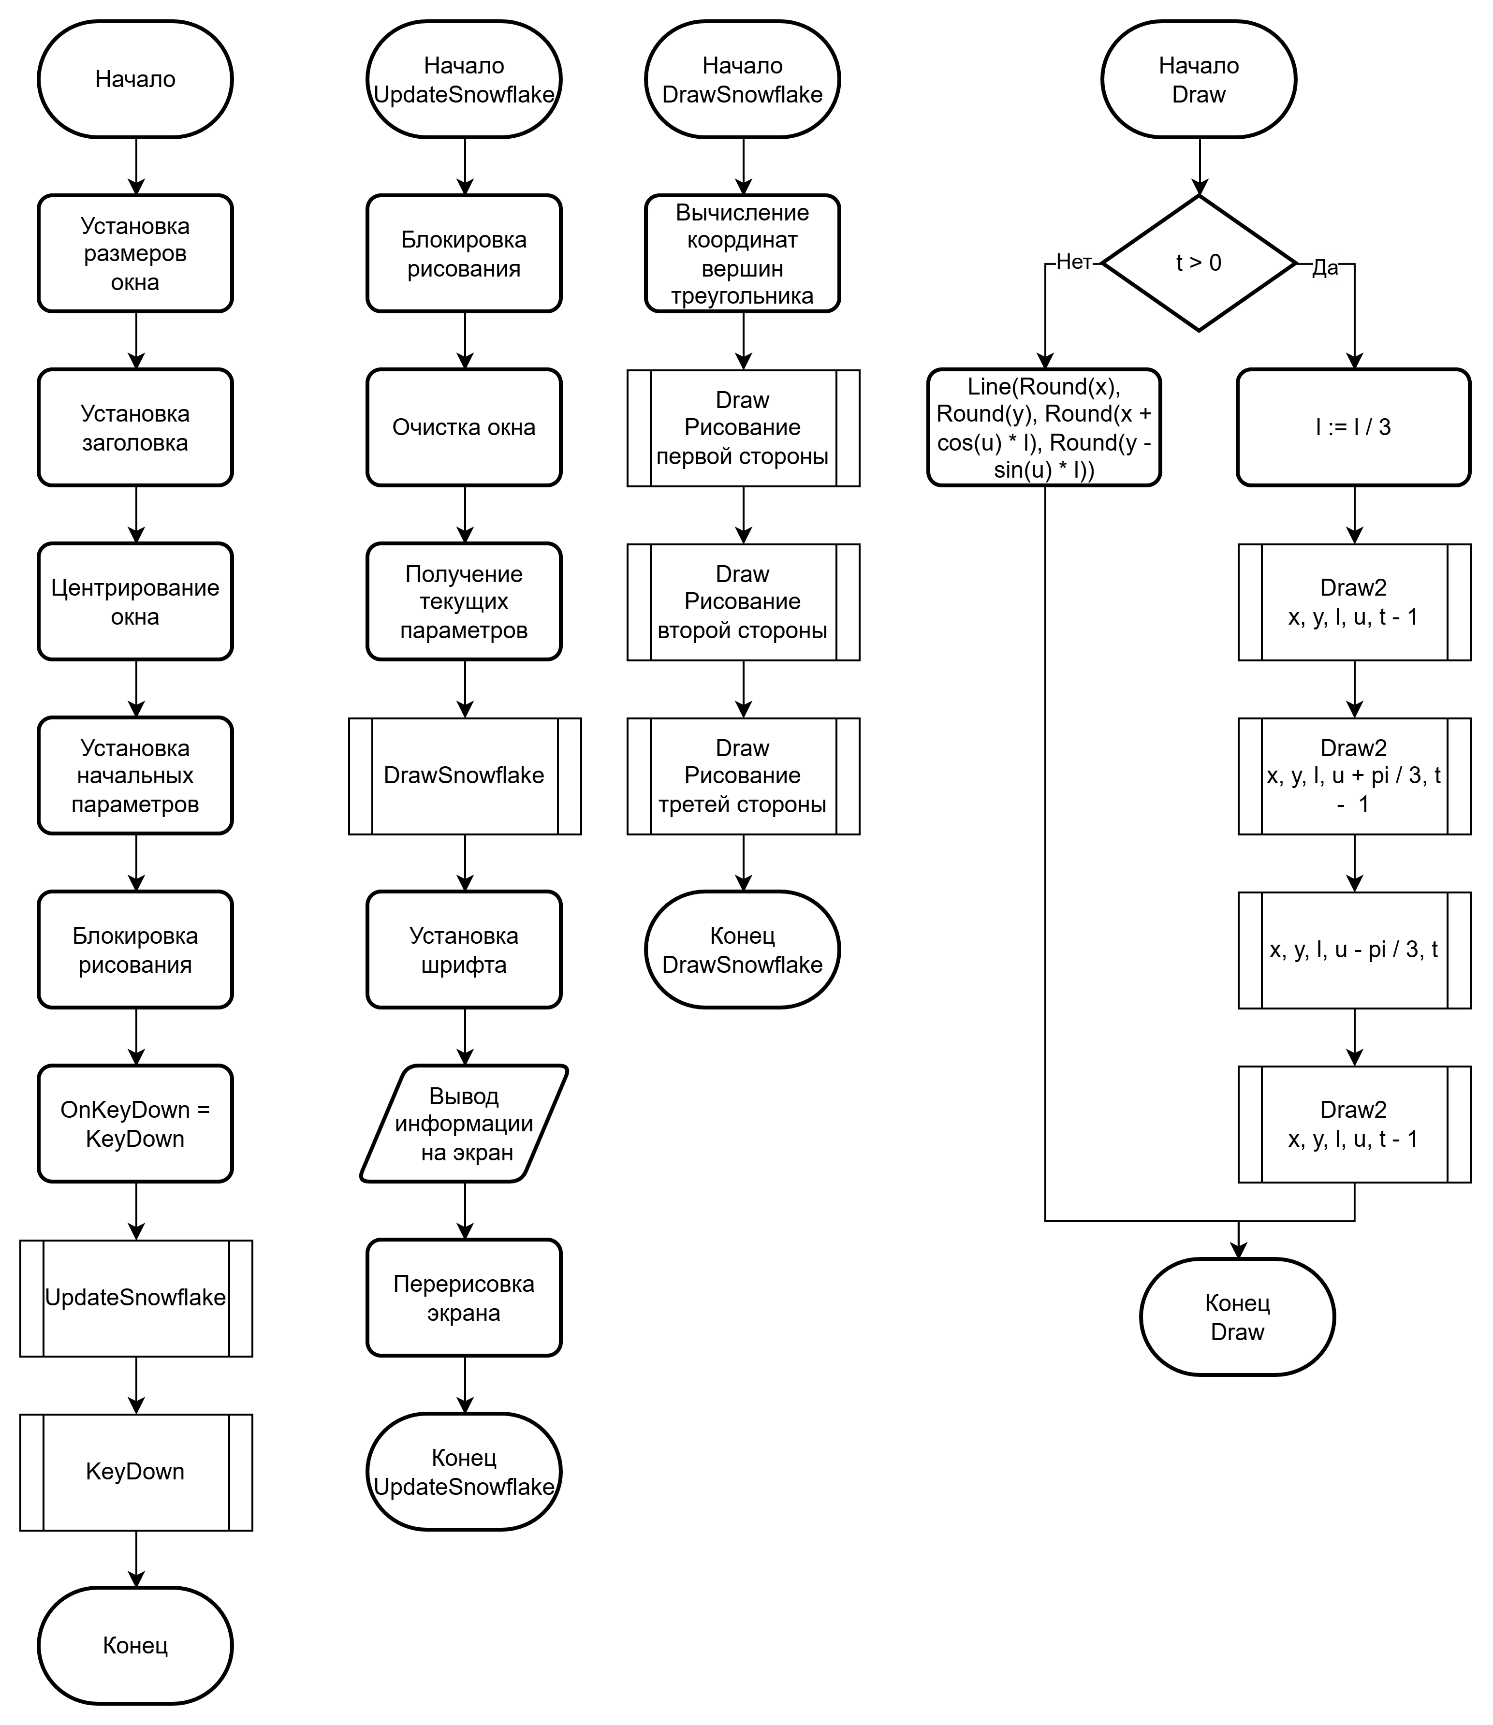 Начало
Установка
размеров
окна
Установка
заголовка
Центрирование
окна
Установка
начальных
параметров
Блокировка
рисования
OnKeyDown =
KeyDown
UpdateSnowflake
KeyDown
Конец
Начало
UpdateSnowflake
Блокировка
рисования
Очистка окна
Получение
текущих
параметров
DrawSnowflake
Установка
шрифта
Вывод
информации
на экран
Перерисовка
экрана
Конец
UpdateSnowflake
Начало
DrawSnowflake
Вычисление
координат
вершин
треугольника
Draw
Рисование
первой стороны
Draw
Рисование
второй стороны
Draw
Рисование
третей стороны
Конец
DrawSnowflake
Начало
Draw
t > 0
Нет
Да
Line(Round(x),
Round(y), Round(x +
cos(u) * l), Round(y -
sin(u) * l))
l := l / 3
Draw2
x, y, l, u, t - 1
Draw2
x, y, l, u + pi / 3, t
- 1
x, y, l, u - pi / 3, t
Draw2
x, y, l, u, t - 1
Конец
Draw